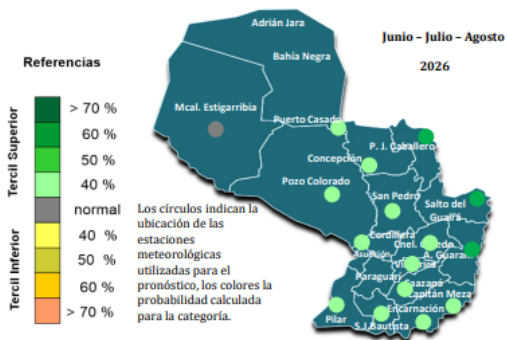 Adrián Jara
Junio – Julio – Agosto
2026
Bahía Negra
Referencias
Tercil Superior
> 70 %
60 %
50 %
40 %
normal
Tercil Inferior
40 %
50 %
60 %
> 70 %
Mcal. Estigarribia
Puerto Casado
P. J. Caballero
Concepción
Pozo Colorado
San Pedro
Salto del
Guairá
Los círculos indican la
ubicación de las
estaciones
meteorológicas
utilizadas para el
pronóstico, los colores la
probabilidad calculada
para la categoría.
Cordillera
Cnel.
A. Guaraní
Asunción
Paraguarí
Caazapá
Capitán Meza
Encarnación
Pilar
S.J.Bautista